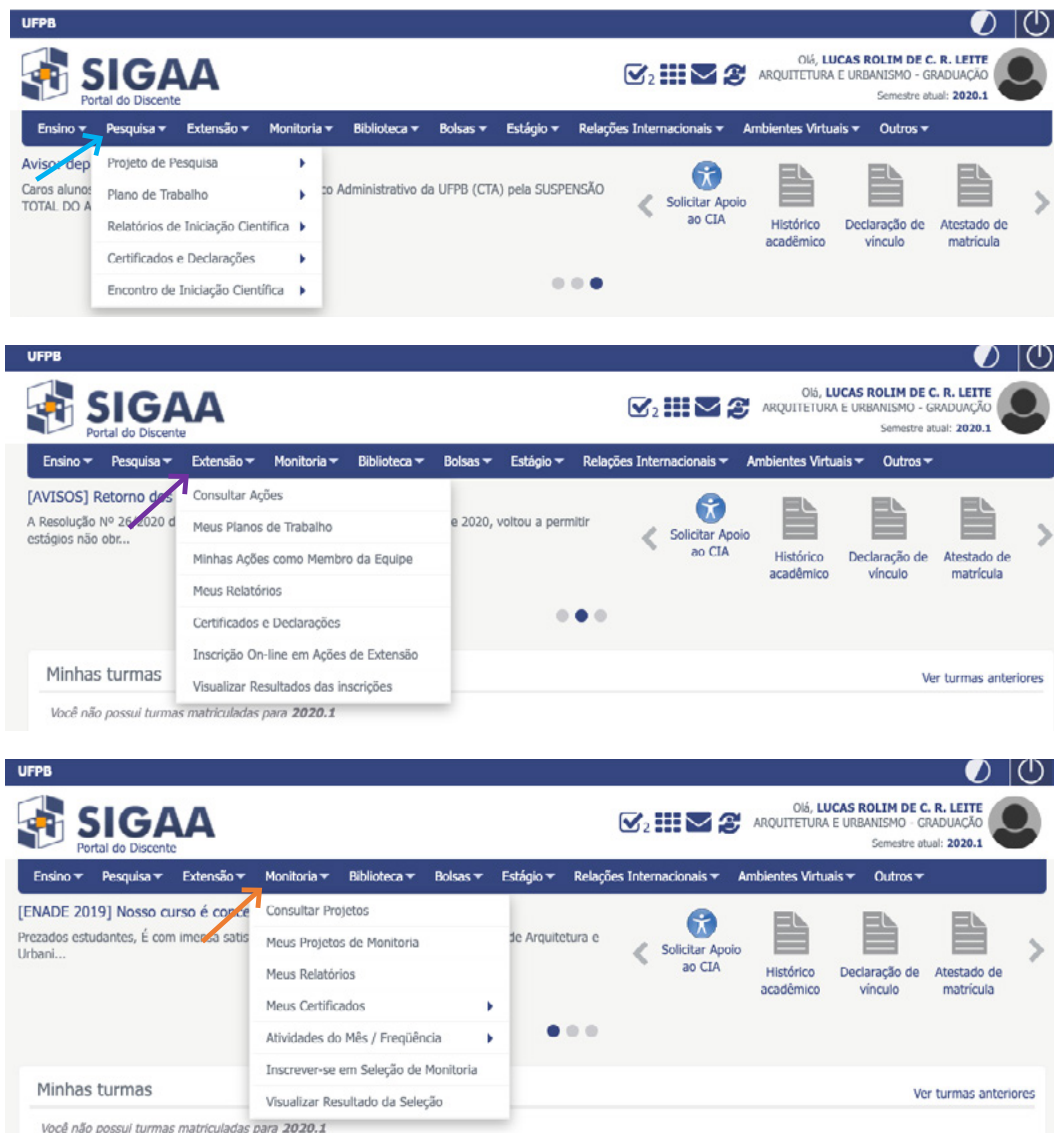 UFPB
SIGAA
Portal do Discente
2
Olá, LUCAS ROLIM DE C. R. LEITE
ARQUITETURA E URBANISMO - GRADUAÇÃO
Semestre atual: 2020.1
Ensino Pesquisa Extensão Monitoria Biblioteca Bolsas Estágio Relações Internacionais Ambientes Virtuais Outros
Projeto de Pesquisa
Plano de Trabalho
Relatórios de Iniciação Científica
Certificados e Declarações
Encontro de Iniciação Científica
Caros alunos
co Administrativo da UFPB (CTA) pela SUSPENSÃO
TOTAL DO A
Solicitar Apoio
ao CIA
Histórico
acadêmico
Declaração de
vínculo
Atestado de
matrícula
UFPB
SIGAA
Portal do Discente
2
Olá, LUCAS ROLIM DE C. R. LEITE
ARQUITETURA E URBANISMO - GRADUAÇÃO
Semestre atual: 2020.1
Ensino Pesquisa Extensão Monitoria Biblioteca Bolsas Estágio Relações Internacionais Ambientes Virtuais Outros
[AVISOS] Retorno dos
A Resolução Nº 26/2020 d
e 2020, voltou a permitir
estágios não obr...
Consultar Ações
Meus Planos de Trabalho
Minhas Ações como Membro da Equipe
Meus Relatórios
Certificados e Declarações
Inscrição On-line em Ações de Extensão
Visualizar Resultados das inscrições
Solicitar Apoio
ao CIA
Histórico
acadêmico
Declaração de
vínculo
Atestado de
matrícula
Minhas turmas
Ver turmas anteriores
Você não possui turmas matriculadas para 2020.1
UFPB
SIGAA
Portal do Discente
2
Olá, LUCAS ROLIM DE C. R. LEITE
ARQUITETURA E URBANISMO - GRADUAÇÃO
Semestre atual: 2020.1
Ensino Pesquisa Extensão Monitoria Biblioteca Bolsas Estágio Relações Internacionais Ambientes Virtuais Outros
[ENADE 2019] Nosso curso é conce
Prezados estudantes, É com imensa satis
de Arquitetura e
Urbani...
Consultar Projetos
Meus Projetos de Monitoria
Meus Relatórios
Meus Certificados
Atividades do Mês / Freqüência
Inscrever-se em Seleção de Monitoria
Visualizar Resultado da Seleção
Solicitar Apoio
ao CIA
Histórico
acadêmico
Declaração de
vínculo
Atestado de
matrícula
Minhas turmas
Ver turmas anteriores
Você não possui turmas matriculadas para 2020.1